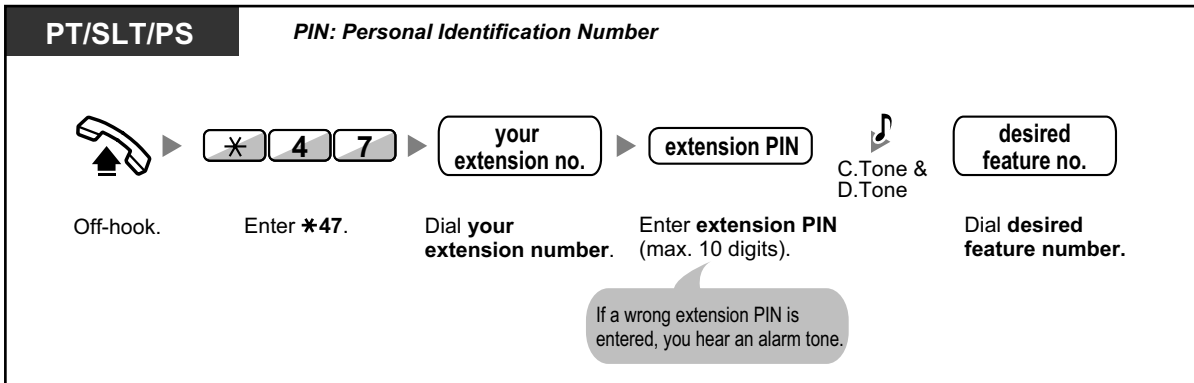 PT/SLT/PS
PIN: Personal Identification Number
✳ 4 7
your
extension no.
extension PIN
C.Tone &
D.Tone
desired
feature no.
Off-hook.
Enter ✳47.
Dial your
extension number.
Enter extension PIN
(max. 10 digits).
Dial desired
feature number.
If a wrong extension PIN is
entered, you hear an alarm tone.